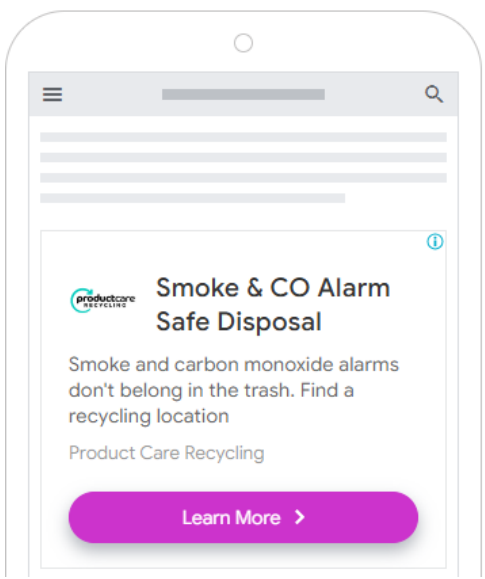 productcare
RECYCLING
Smoke & CO Alarm
Safe Disposal
Smoke and carbon monoxide alarms
don't belong in the trash. Find a
recycling location
Product Care Recycling
Learn More